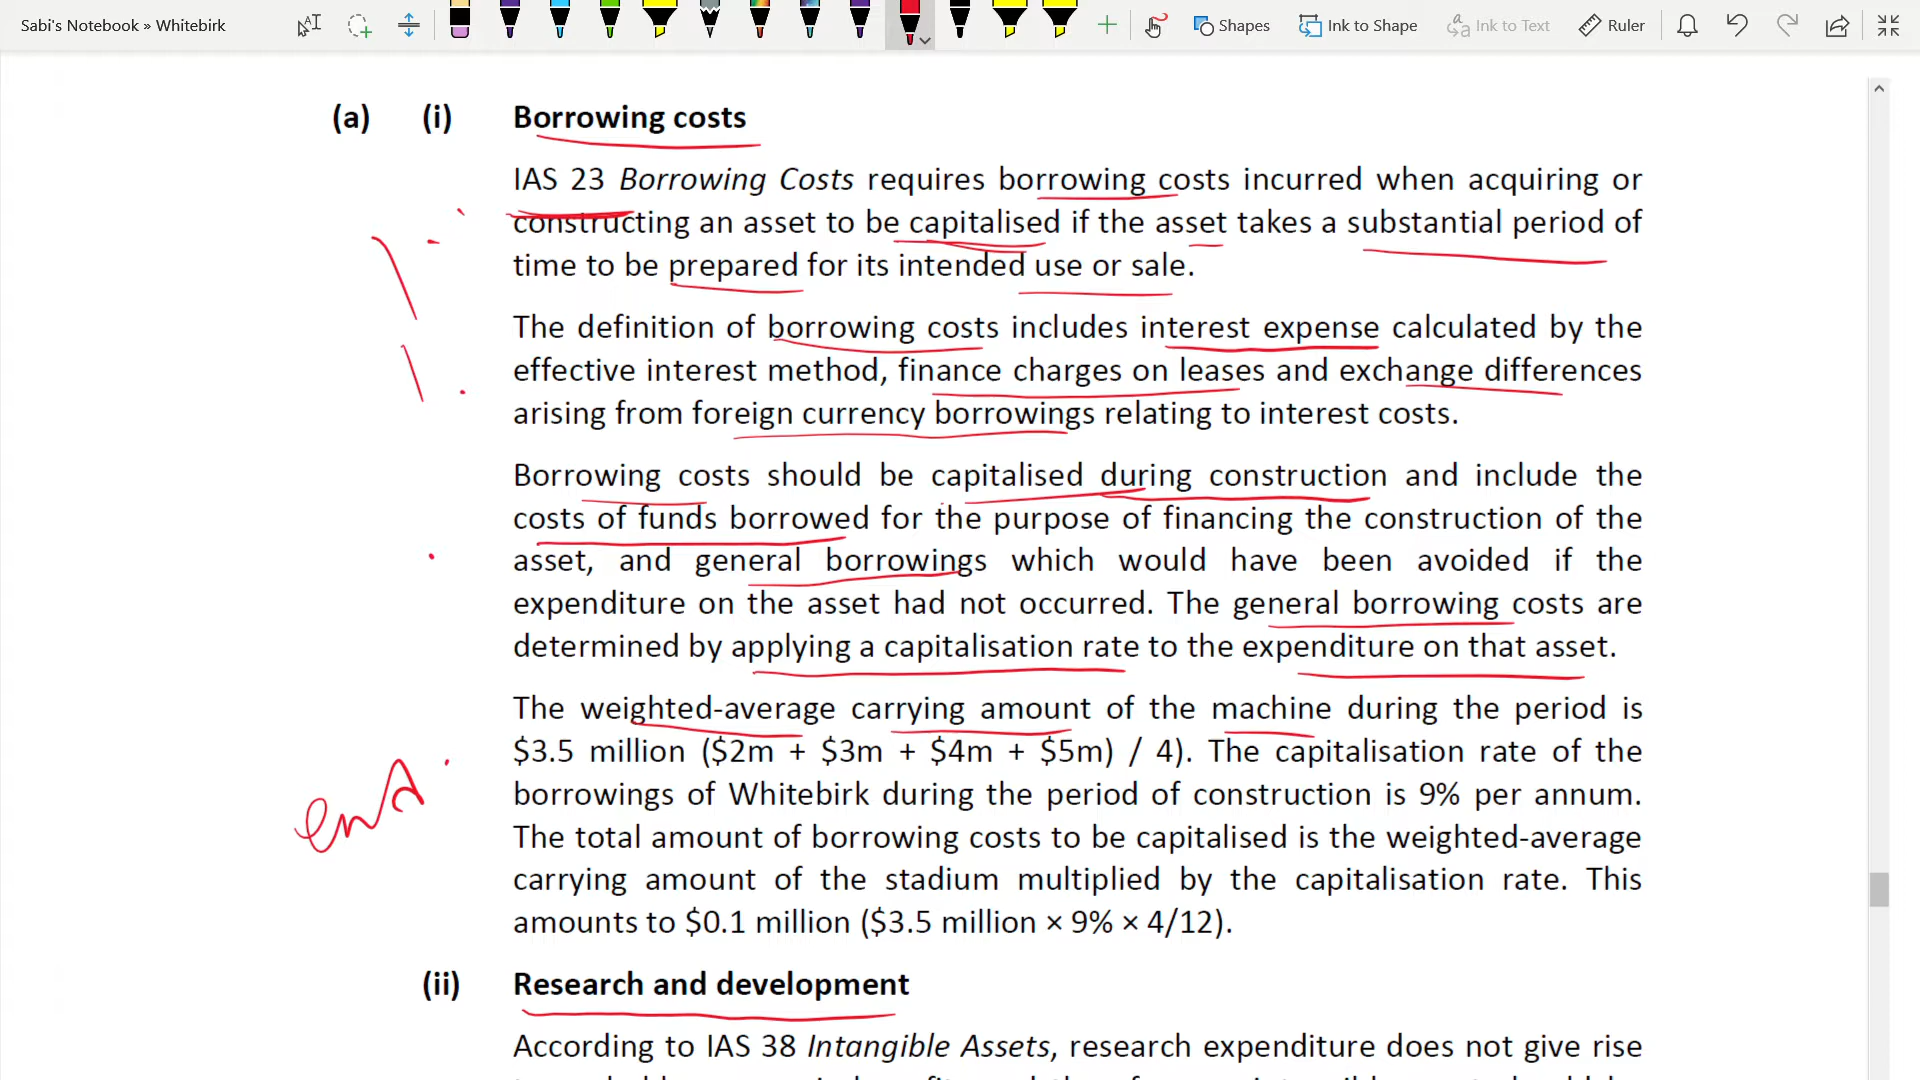 Sabi's Notebook » Whitebirk
Shapes
Ink to Shape
Ink to Text
Ruler
(a) (i) Borrowing costs
IAS 23 Borrowing Costs requires borrowing costs incurred when acquiring or
constructing an asset to be capitalised if the asset takes a substantial period of
time to be prepared for its intended use or sale.
The definition of borrowing costs includes interest expense calculated by the
effective interest method, finance charges on leases and exchange differences
arising from foreign currency borrowings relating to interest costs.
Borrowing costs should be capitalised during construction and include the
costs of funds borrowed for the purpose of financing the construction of the
asset, and general borrowings which would have been avoided if the
expenditure on the asset had not occurred. The general borrowing costs are
determined by applying a capitalisation rate to the expenditure on that asset.
The weighted-average carrying amount of the machine during the period is
$3.5 million ($2m + $3m + $4m + $5m) / 4). The capitalisation rate of the
borrowings of Whitebirk during the period of construction is 9% per annum.
The total amount of borrowing costs to be capitalised is the weighted-average
carrying amount of the stadium multiplied by the capitalisation rate. This
amounts to $0.1 million ($3.5 million × 9% × 4/12).
(ii) Research and development
According to IAS 38 Intangible Assets, research expenditure does not give rise